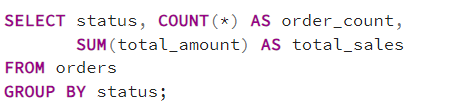 SELECT status, COUNT(*) AS order_count,
       SUM(total_amount) AS total_sales
FROM orders
GROUP BY status;